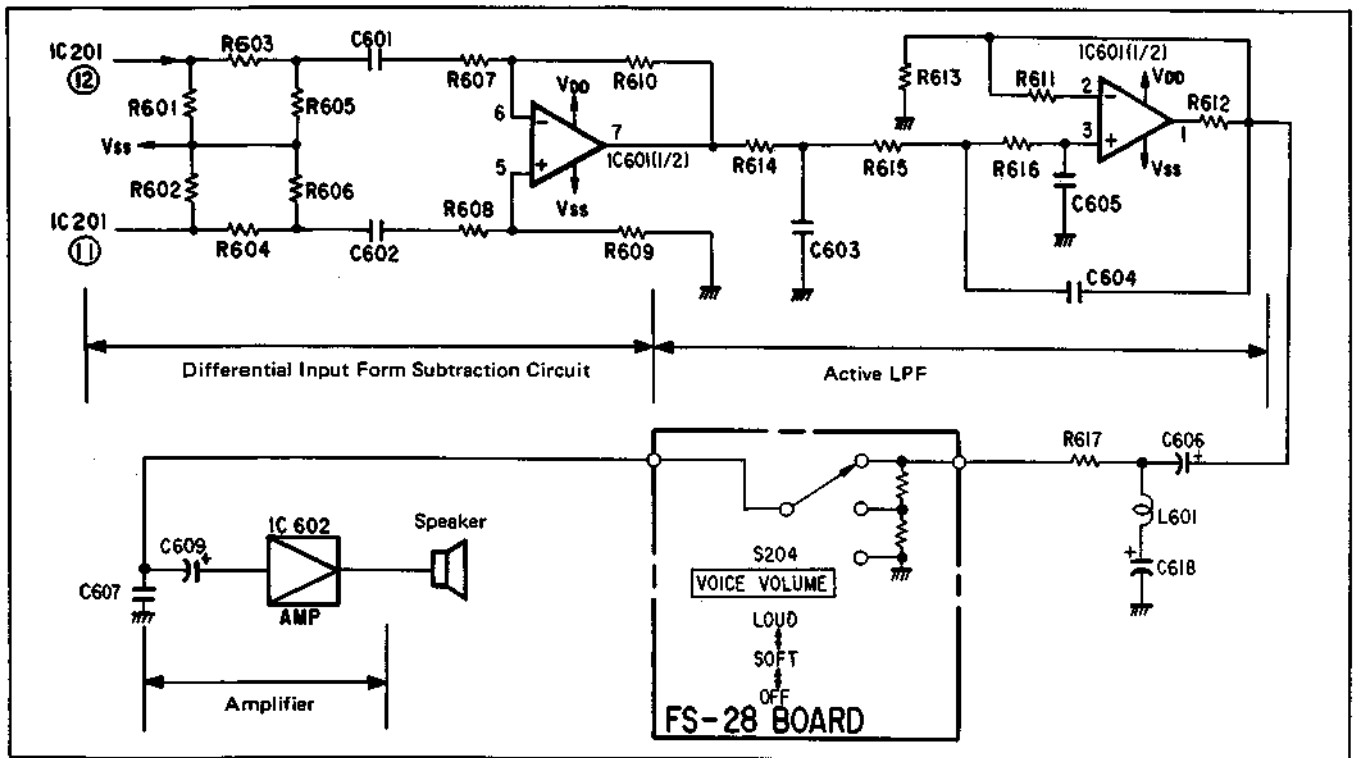 IC201
⑫
R603
C601
R607
R610
R601
R605
VDD
6
-
7
IC601(1/2)
5
+
Vss
Vss
R602
R606
IC201
⑪
R604
C602
R608
R609
R614
C603
R613
R611
IC601(1/2)
VDD
2
-
R612
3
+
1
Vss
R615
R616
C605
C604
Differential Input Form Subtraction Circuit
Active LPF
R617
C606
+
L601
+
C618
IC 602
Speaker
C609
+
C607
AMP
Amplifier
S204
VOICE VOLUME
LOUD
SOFT
OFF
FS-28 BOARD